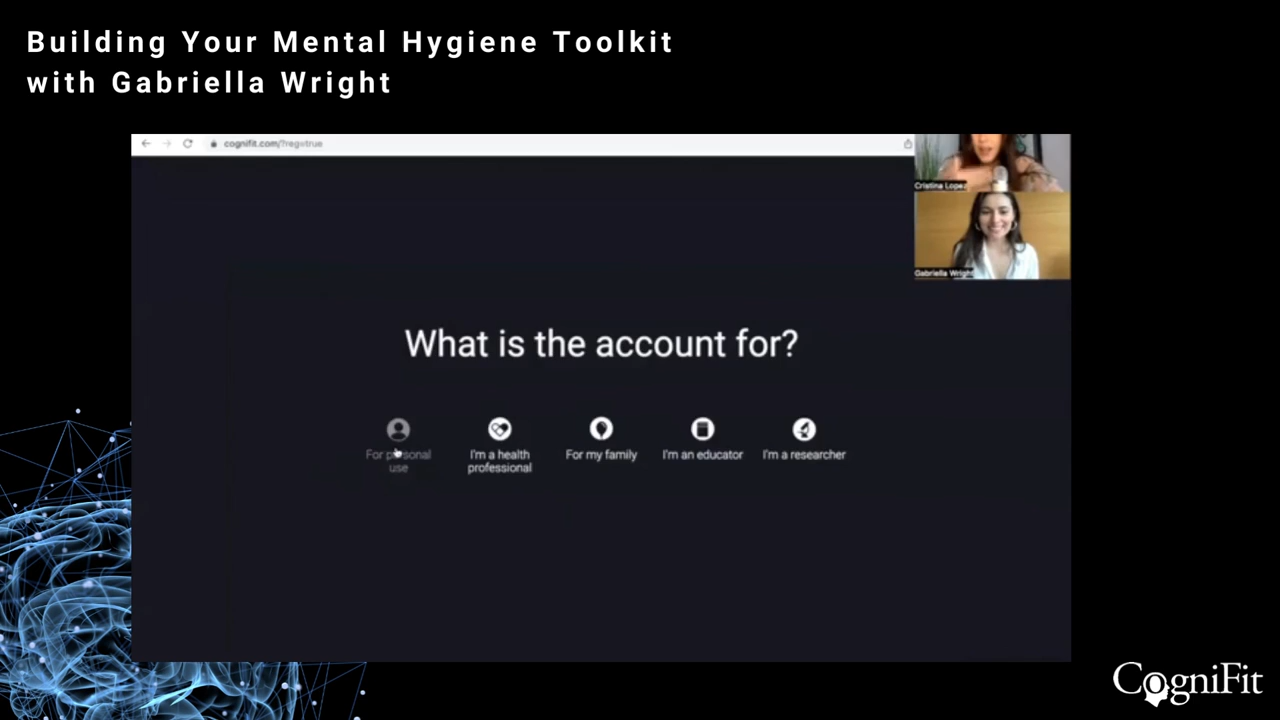 Building Your Mental Hygiene Toolkit
with Gabriella Wright
cognifit.com/?reg=true
Cristina Lopez
Gabriella Wright
What is the account for?
For personal
use
I'm a health
professional
For my family
I'm an educator
I'm a researcher
CogniFit